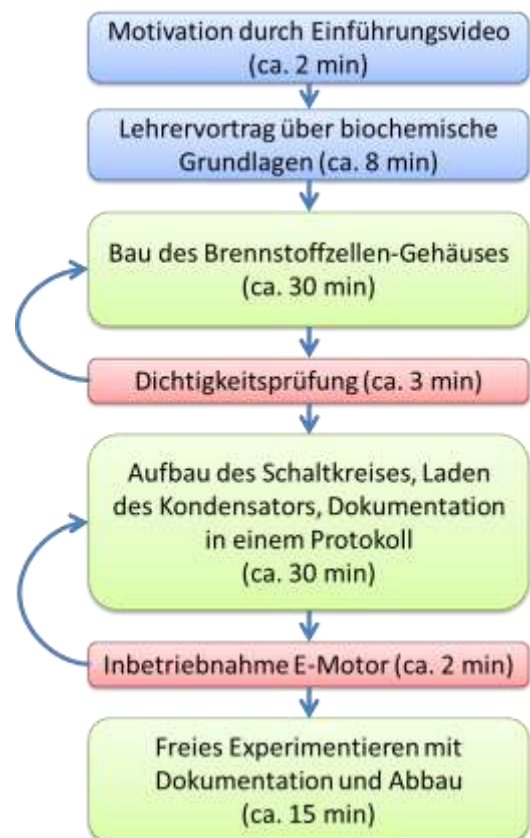 Motivation durch Einführungsvideo
(ca. 2 min)
Lehrervortrag über biochemische
Grundlagen (ca. 8 min)
Bau des Brennstoffzellen-Gehäuses
(ca. 30 min)
Dichtigkeitsprüfung (ca. 3 min)
Aufbau des Schaltkreises, Laden
des Kondensators, Dokumentation
in einem Protokoll
(ca. 30 min)
Inbetriebnahme E-Motor (ca. 2 min)
Freies Experimentieren mit
Dokumentation und Abbau
(ca. 15 min)